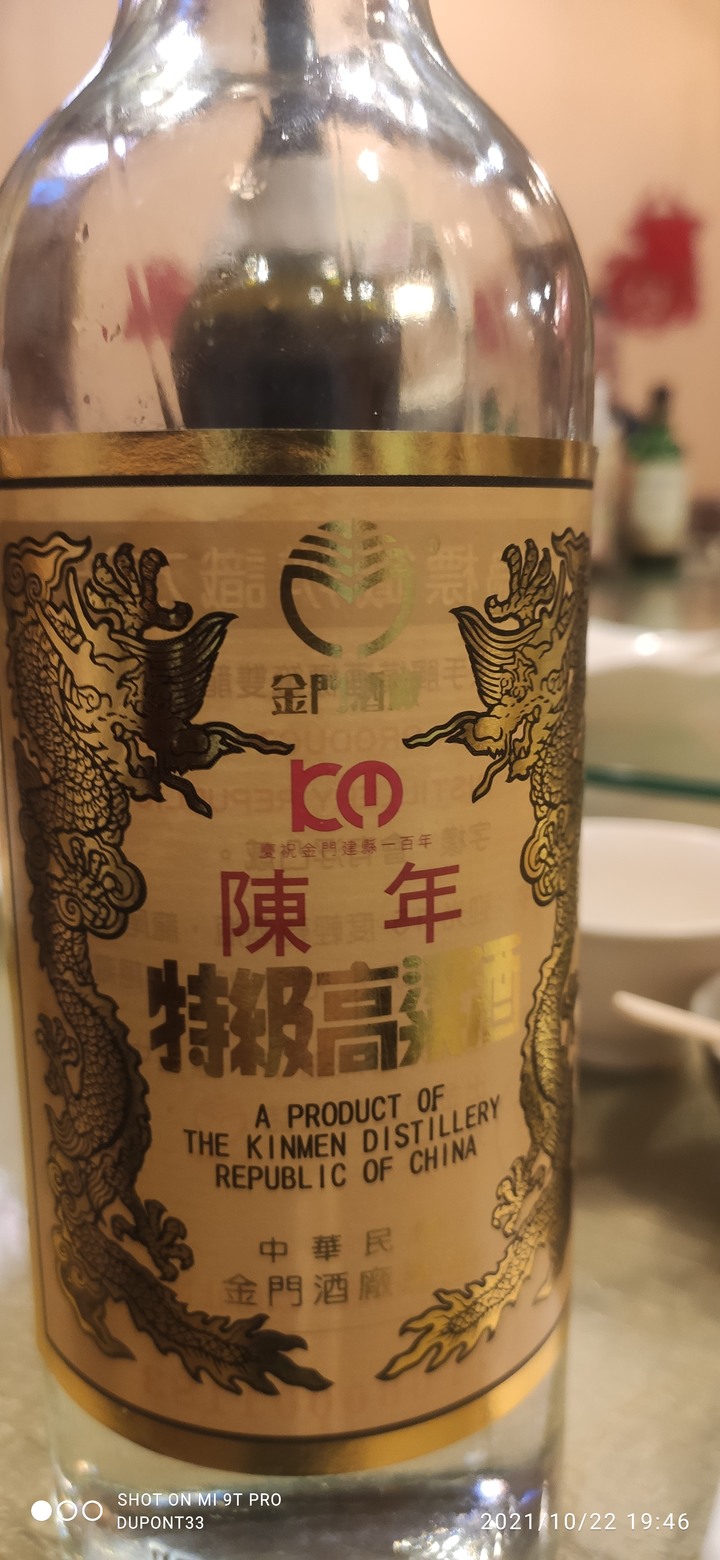 金門酒廠
KM
慶祝金門建縣一百年
陳年
特級高粱酒
A PRODUCT OF
THE KINMEN DISTILLERY
REPUBLIC OF CHINA
中華民
金門酒廠
SHOT ON MI 9T PRO
DUPONT33
2021/10/22 19:46